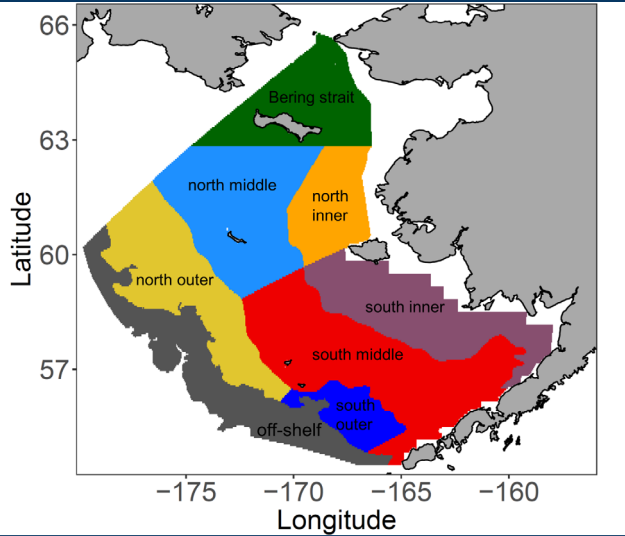 66
63
60
57
Latitude
Bering strait
north middle
north
inner
north outer
south inner
south middle
south
outer
off-shelf
−175
−170
−165
−160
Longitude